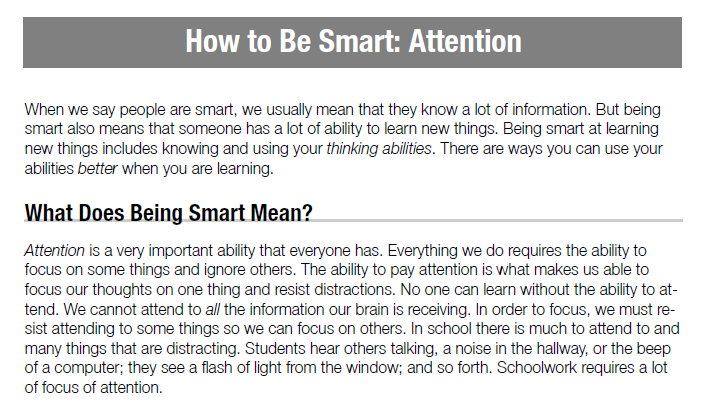 How to Be Smart: Attention
When we say people are smart, we usually mean that they know a lot of information. But being
smart also means that someone has a lot of ability to learn new things. Being smart at learning
new things includes knowing and using your thinking abilities. There are ways you can use your
abilities better when you are learning.
What Does Being Smart Mean?
Attention is a very important ability that everyone has. Everything we do requires the ability to
focus on some things and ignore others. The ability to pay attention is what makes us able to
focus our thoughts on one thing and resist distractions. No one can learn without the ability to at-
tend. We cannot attend to all the information our brain is receiving. In order to focus, we must re-
sist attending to some things so we can focus on others. In school there is much to attend to and
many things that are distracting. Students hear others talking, a noise in the hallway, or the beep
of a computer; they see a flash of light from the window; and so forth. Schoolwork requires a lot
of focus of attention.